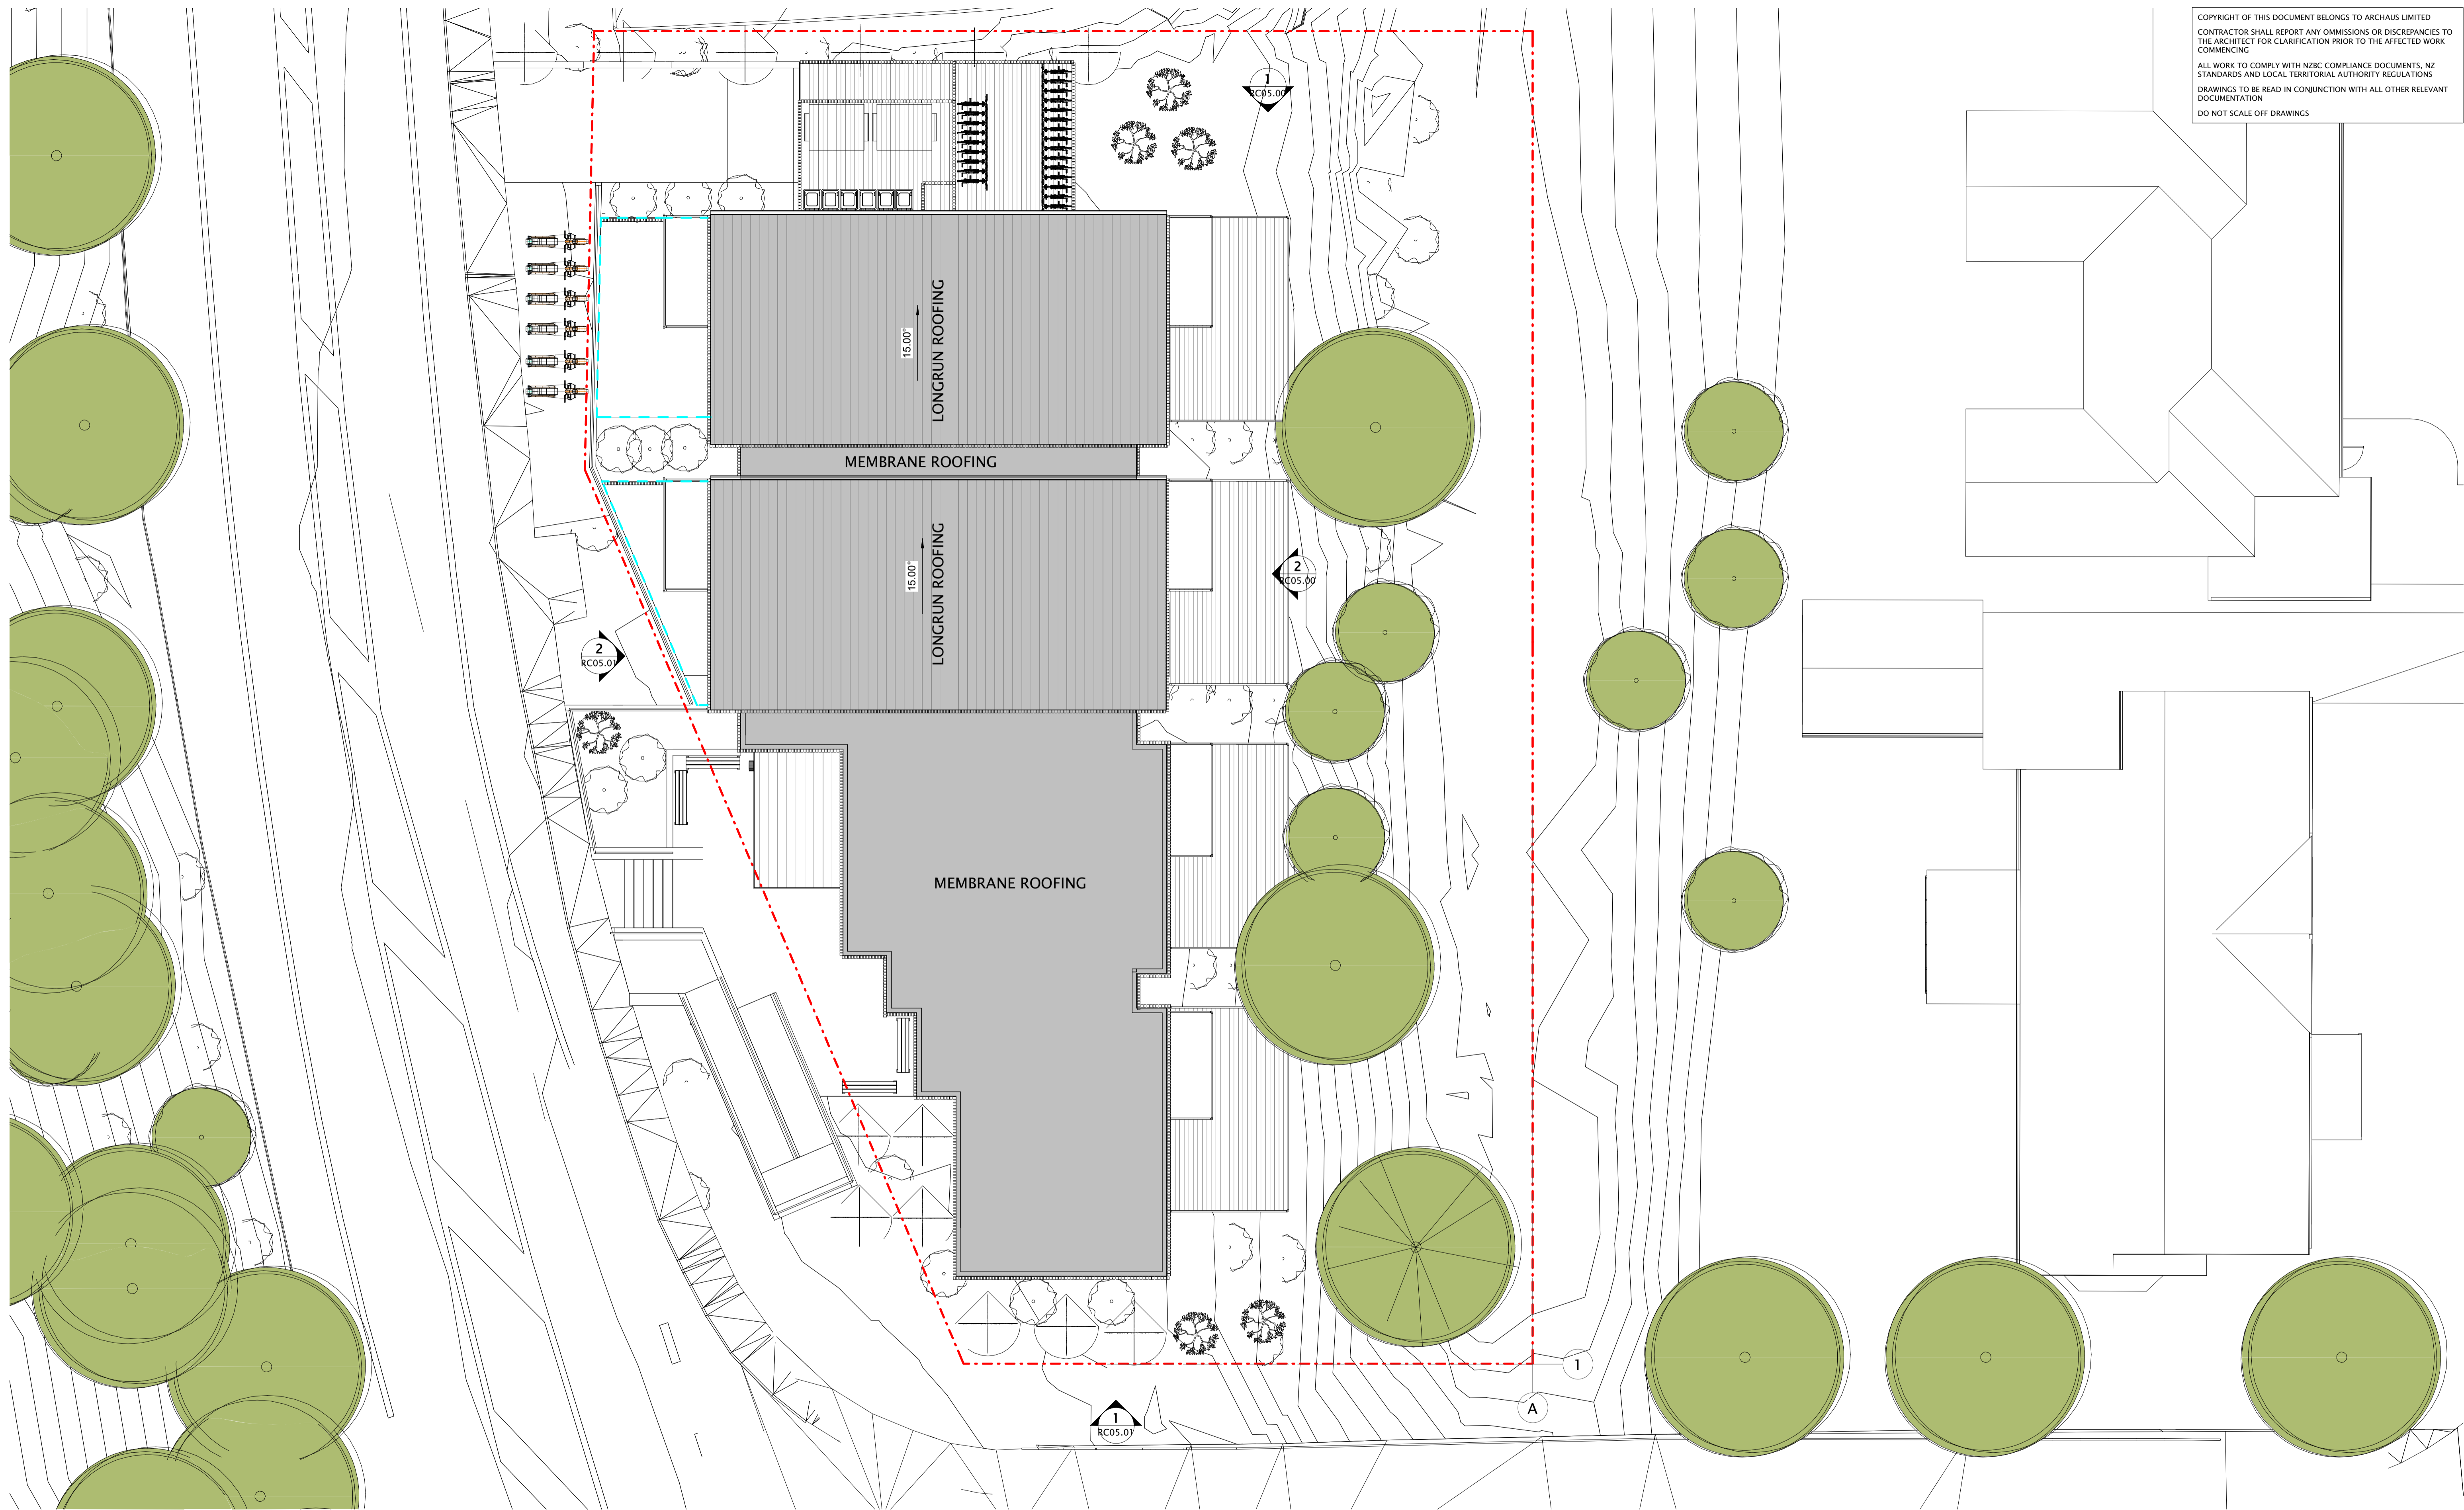 COPYRIGHT OF THIS DOCUMENT BELONGS TO ARCHAUS LIMITED
CONTRACTOR SHALL REPORT ANY OMMISSIONS OR DISCREPANCIES TO
THE ARCHITECT FOR CLARIFICATION PRIOR TO THE AFFECTED WORK
COMMENCING
ALL WORK TO COMPLY WITH NZBC COMPLIANCE DOCUMENTS, NZ
STANDARDS AND LOCAL TERRITORIAL AUTHORITY REGULATIONS
DRAWINGS TO BE READ IN CONJUNCTION WITH ALL OTHER RELEVANT
DOCUMENTATION
DO NOT SCALE OFF DRAWINGS
1
RC05.00
15.00°
LONGRUN ROOFING
MEMBRANE ROOFING
15.00°
LONGRUN ROOFING
2
RC05.00
2
RC05.01
MEMBRANE ROOFING
1
A
1
RC05.01